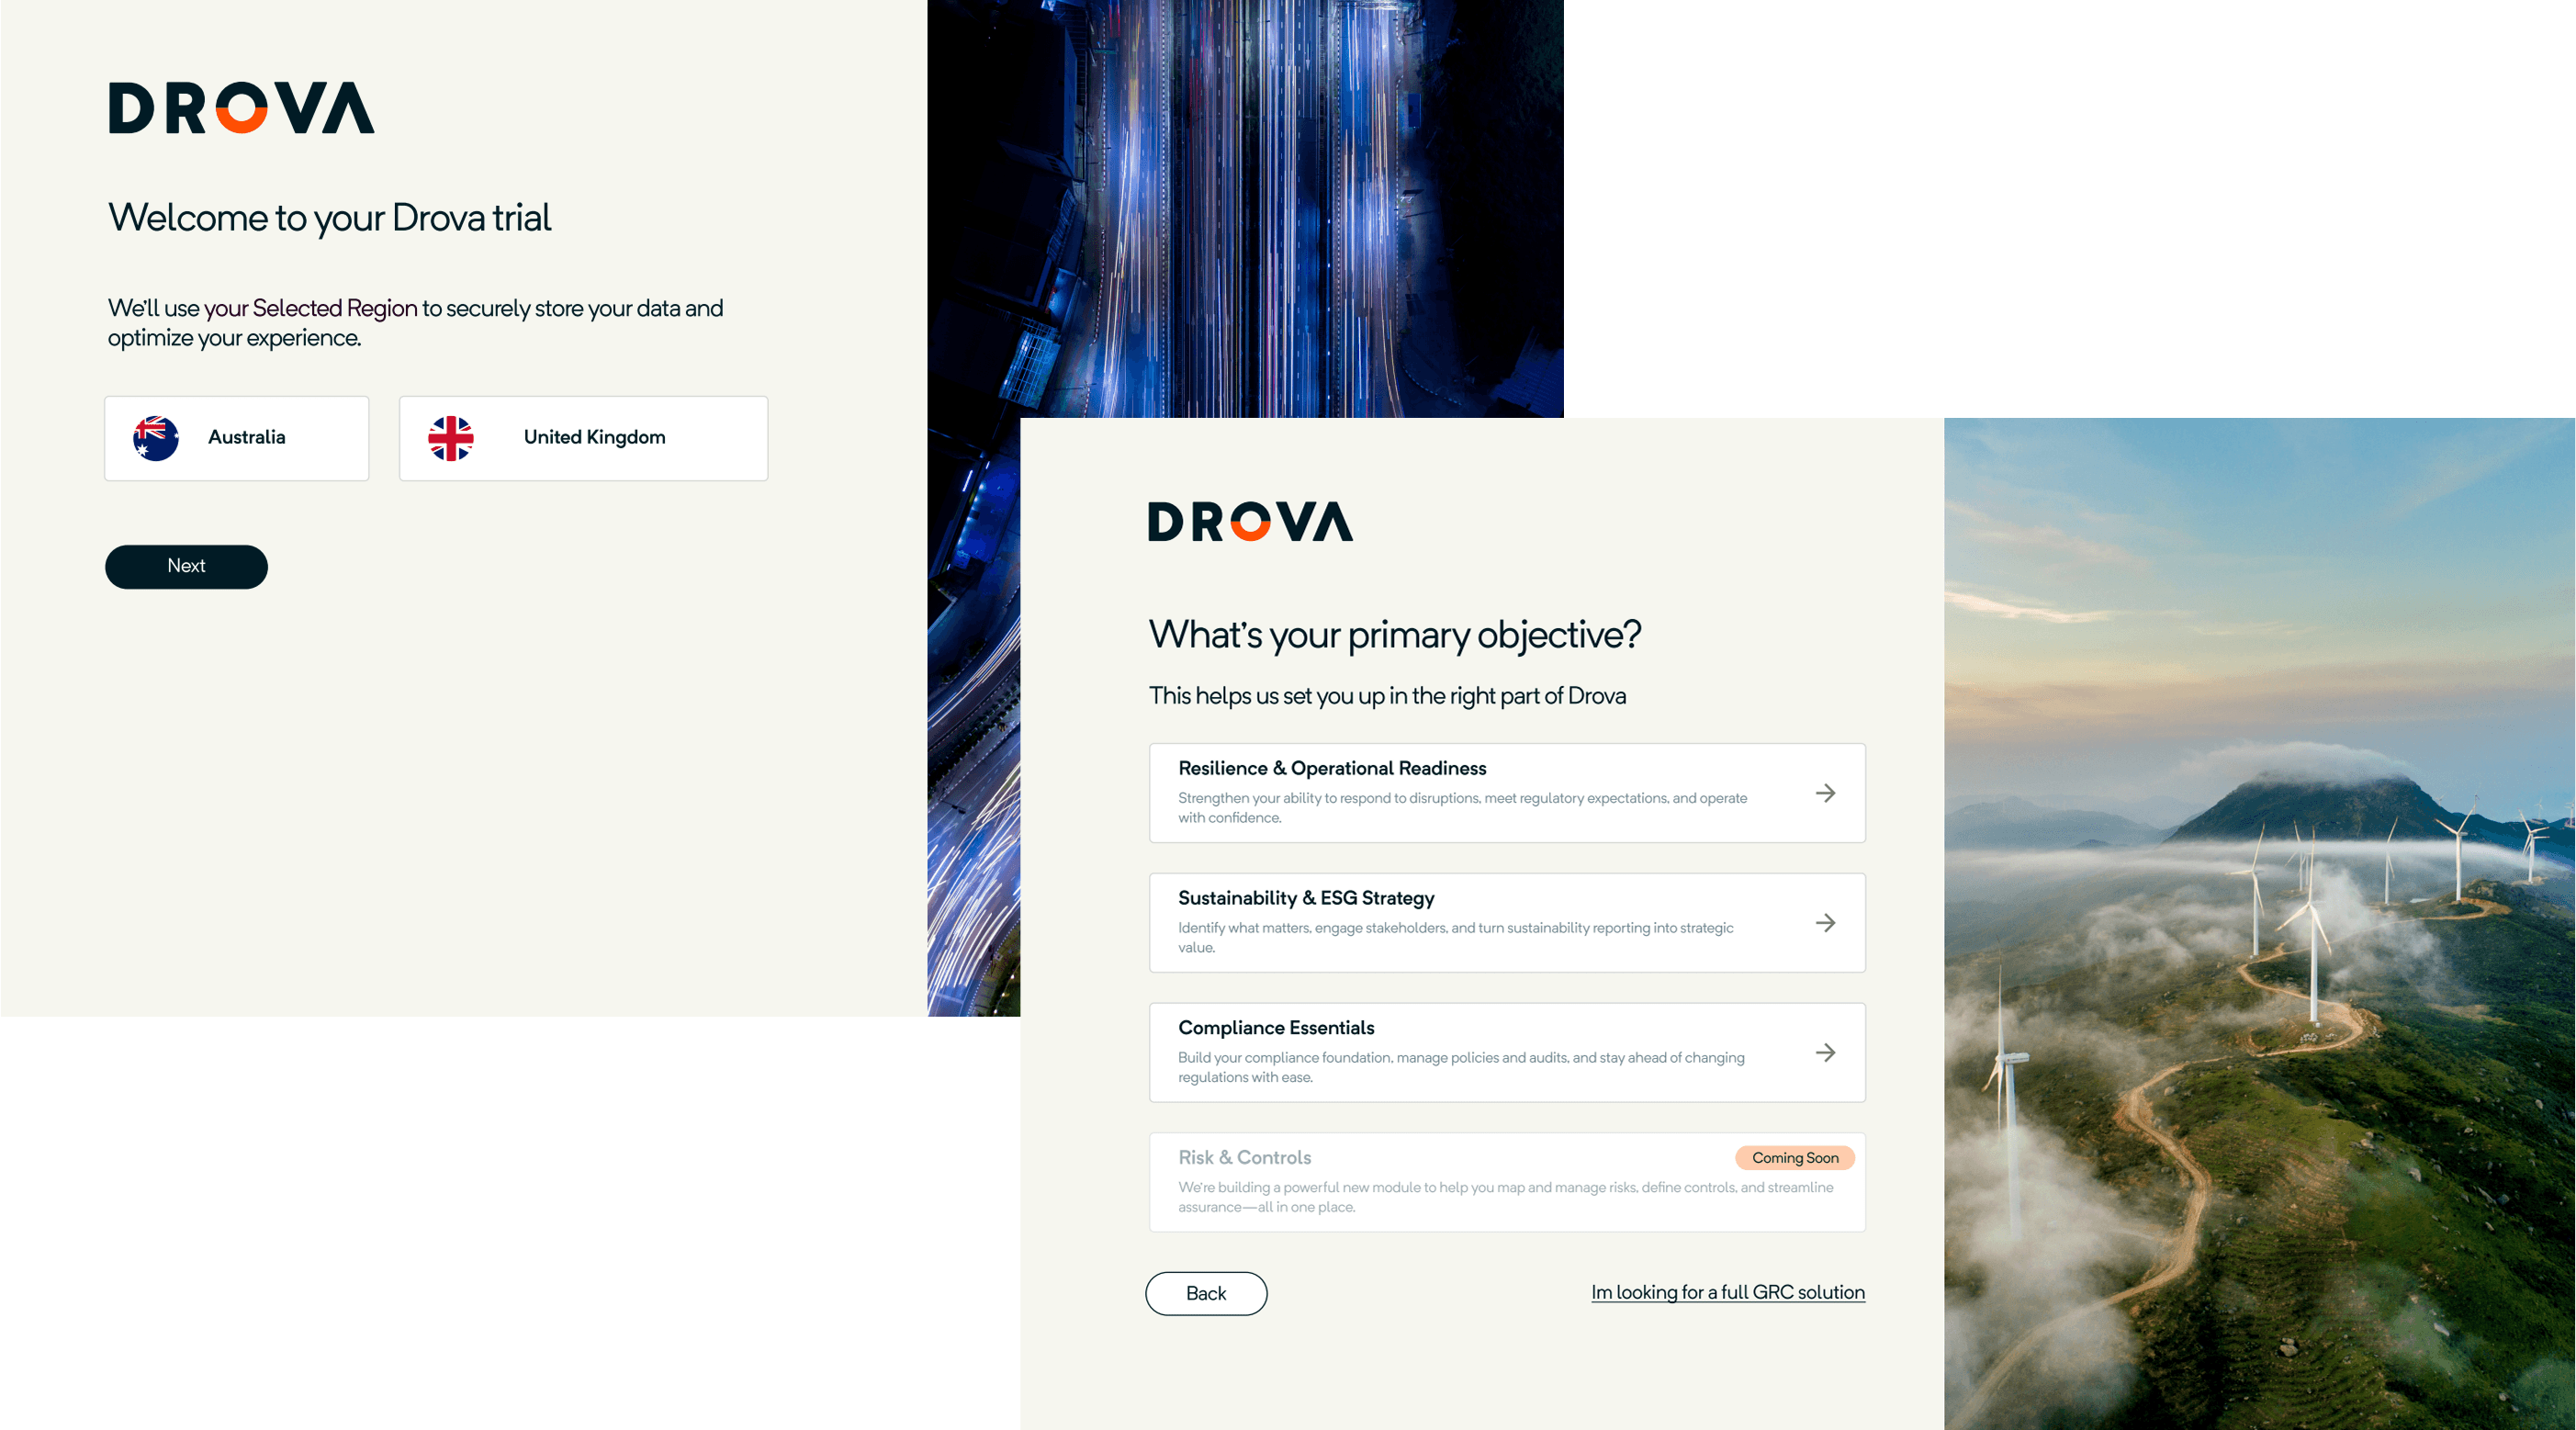 DROVA
Welcome to your Drova trial
We'll use your Selected Region to securely store your data and
optimize your experience.
Australia
United Kingdom
Next
DROVA
What's your primary objective?
This helps us set you up in the right part of Drova
Resilience & Operational Readiness
Strengthen your ability to respond to disruptions, meet regulatory expectations, and operate
with confidence.
Sustainability & ESG Strategy
Identify what matters, engage stakeholders, and turn sustainability reporting into strategic
value.
Compliance Essentials
Build your compliance foundation, manage policies and audits, and stay ahead of changing
regulations with ease.
Risk & Controls
Coming Soon
We're building a powerful new module to help you map and manage risks, define controls, and streamline
assurance—all in one place.
Back
Im looking for a full GRC solution